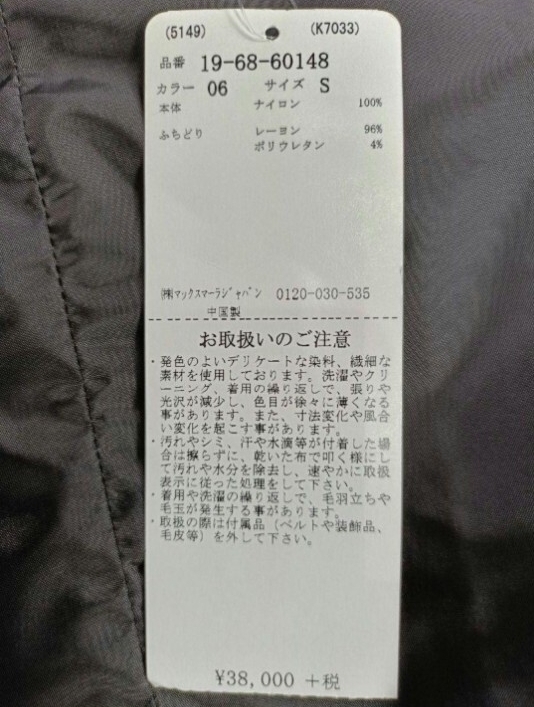 (5149) (K7033)
品番 19-68-60148
カラー 06 サイズ S
本体 ナイロン 100%
ふちどり レーヨン 96%
ポリウレタン 4%
㈱マックスマーラジャパン 0120-030-535
中国製
お取扱いのご注意
・発色のよいデリケートな染料、繊細な
素材を使用しております。洗濯やクリ
ーニング、着用の繰り返しで、張りや
光沢が減少し、色目が徐々に薄くなる
事があります。また、寸法変化や風合
い変化を起こす事があります。
・汚れやシミ、汗や水滴等が付着した場
合は擦らずに、乾いた布で叩く様にし
て汚れや水分を除去し、速やかに取扱
表示に従った処理をして下さい。
・着用や洗濯の繰り返しで、毛羽立ちや
毛玉が発生する事があります。
・取扱の際は付属品（ベルトや装飾品、
毛皮等）を外して下さい。
¥38,000 +税